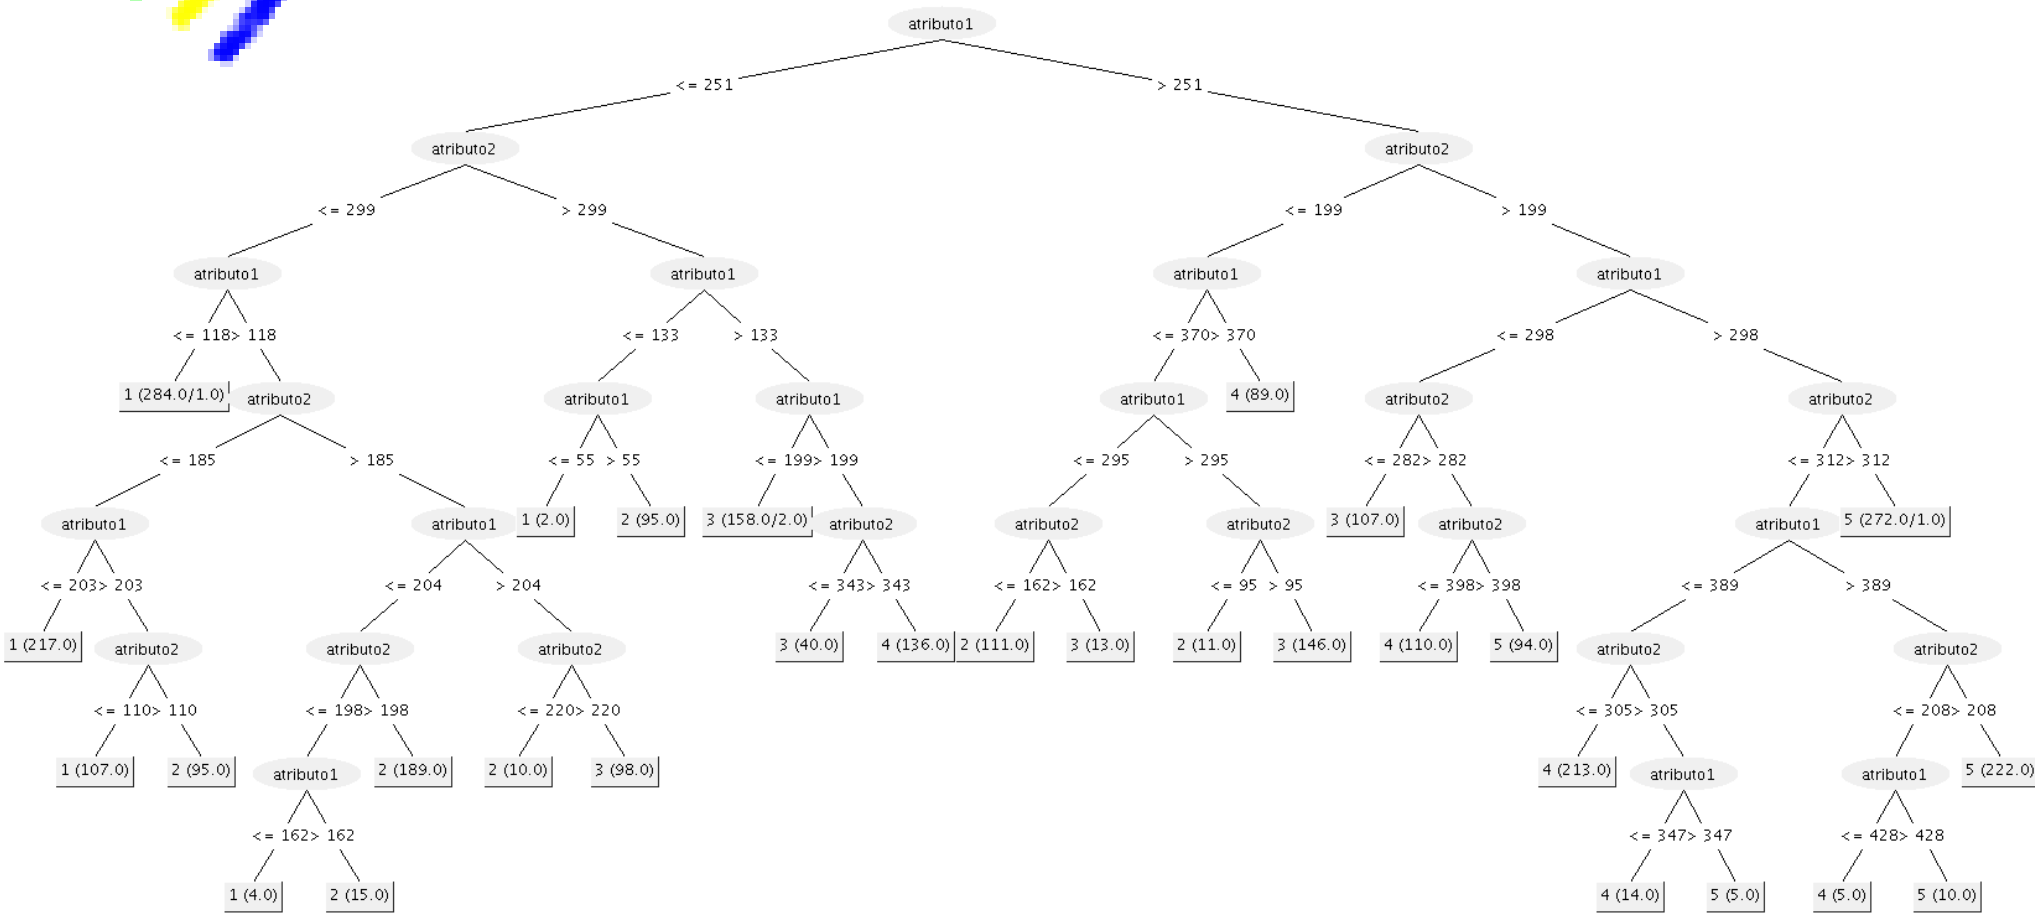 atributo1
<= 251 > 251
atributo2 atributo2
<= 299 > 299 <= 199 > 199
atributo1 atributo1 atributo1 atributo1
<= 118 > 118 <= 133 > 133 <= 370 > 370 <= 298 > 298
1 (284.0/1.0) atributo2 atributo1 atributo1 atributo1 4 (89.0) atributo2 atributo2
<= 185 > 185 <= 55 > 55 <= 199 > 199 <= 295 > 295 <= 282 > 282 <= 312 > 312
atributo1 atributo1 1 (2.0) 2 (95.0) 3 (158.0/2.0) atributo2 atributo2 atributo2 3 (107.0) atributo2 atributo1 5 (272.0/1.0)
<= 203 > 203 <= 204 > 204 <= 343 > 343 <= 162 > 162 <= 95 > 95 <= 398 > 398 <= 389 > 389
1 (217.0) atributo2 atributo2 atributo2 3 (40.0) 4 (136.0) 2 (111.0) 3 (13.0) 2 (11.0) 3 (146.0) 4 (110.0) 5 (94.0) atributo2 atributo2
<= 110 > 110 <= 198 > 198 <= 220 > 220 <= 305 > 305 <= 208 > 208
1 (107.0) 2 (95.0) atributo1 2 (189.0) 2 (10.0) 3 (98.0) 4 (213.0) atributo1 atributo1 5 (222.0)
<= 162 > 162 <= 347 > 347 <= 428 > 428
1 (4.0) 2 (15.0) 4 (14.0) 5 (5.0) 4 (5.0) 5 (10.0)